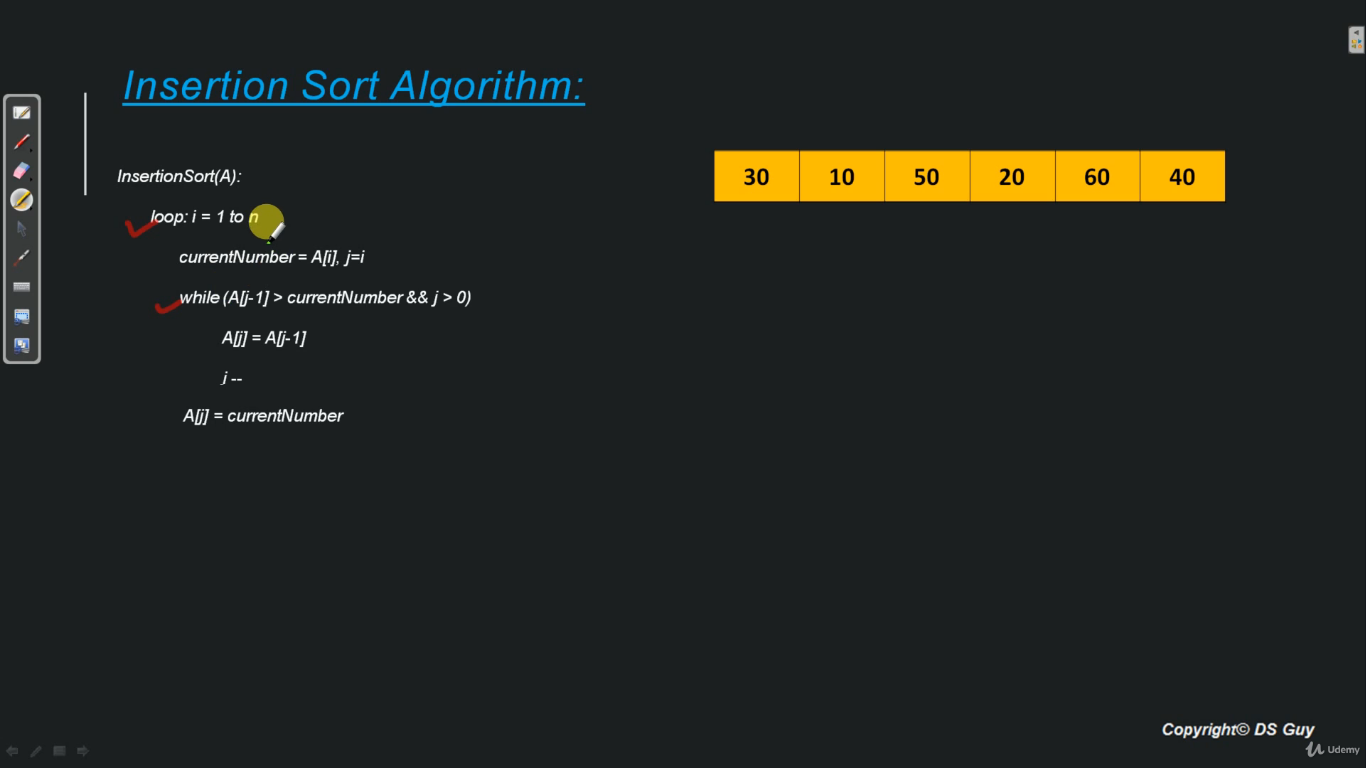 Insertion Sort Algorithm:
InsertionSort(A):
loop: i = 1 to n
currentNumber = A[i], j=i
while (A[j-1] > currentNumber && j > 0)
A[j] = A[j-1]
j --
A[j] = currentNumber
30 10 50 20 60 40
Copyright© DS Guy
Udemy